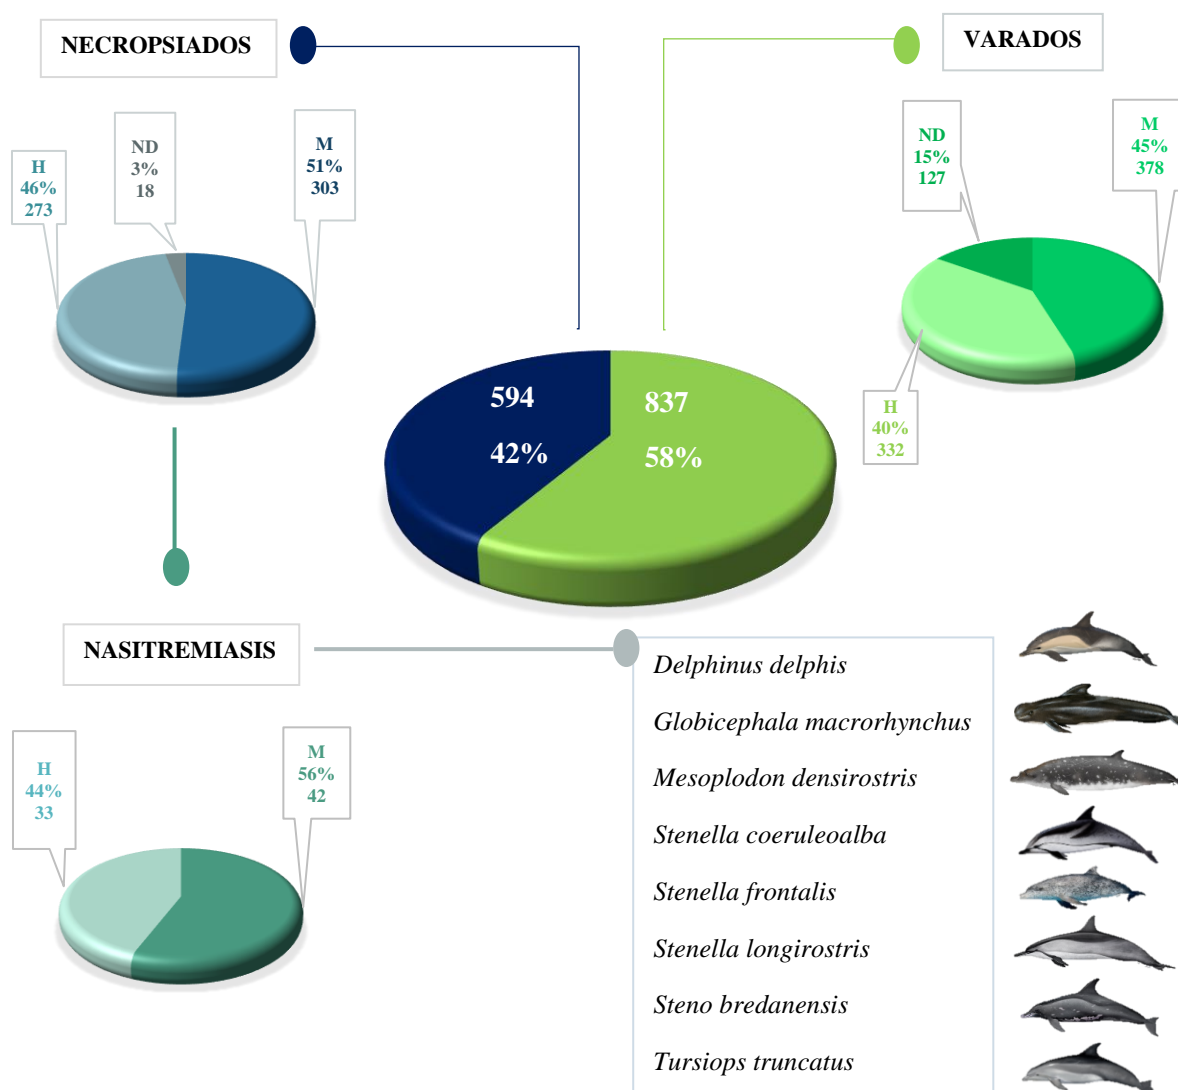 NECROPSIADOS
VARADOS
H
46%
273
ND
3%
18
M
51%
303
ND
15%
127
M
45%
378
H
40%
332
594
42%
837
58%
NASITREMIASIS
H
44%
33
M
56%
42
Delphinus delphis
Globicephala macrorhynchus
Mesoplodon densirostris
Stenella coeruleoalba
Stenella frontalis
Stenella longirostris
Steno bredanensis
Tursiops truncatus